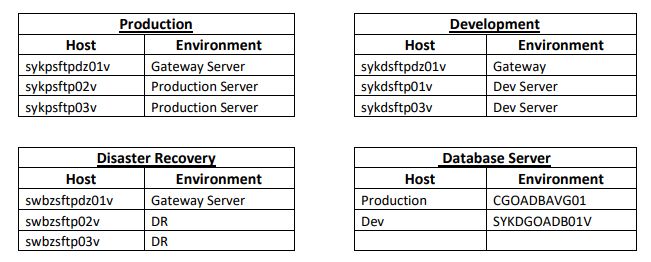 Production
Host Environment
sykpsftpdz01v Gateway Server
sykpsftp02v Production Server
sykpsftp03v Production Server
Development
Host Environment
sykdsftpdz01v Gateway
sykdsftp01v Dev Server
sykdsftp03v Dev Server
Disaster Recovery
Host Environment
swbzsftpdz01v Gateway Server
swbzsftp02v DR
swbzsftp03v DR
Database Server
Host Environment
Production CGOADBAVG01
Dev SYKDGOADB01V